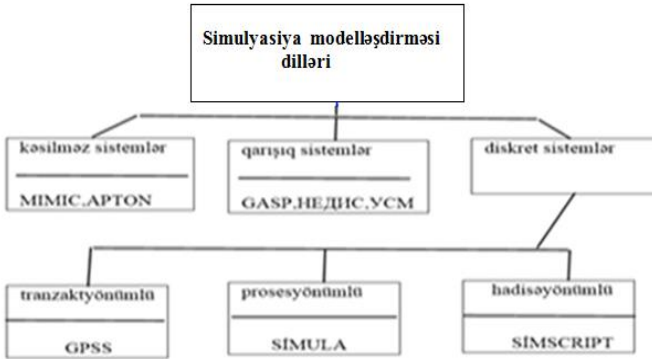 Simulyasiya modelləşdirməsi
dilləri
kəsilməz sistemlər
MIMIC,APTON
qarışıq sistemlər
GASP,НЕДИС,УСМ
diskret sistemlər
tranzaktyönümlü
GPSS
prosesyönümlü
SİMULA
hadisəyönümlü
SİMSCRIPT